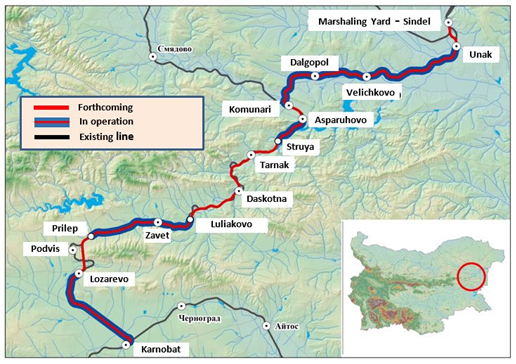 Marshaling Yard – Sindel
Смядово
Unak
Dalgopol
Velichkovo
Komunari
Asparuhovo
Forthcoming
In operation
Existing line
Struya
Tarnak
Daskotna
Prilep
Zavet
Luliakovo
Podvis
Lozarevo
Черноград
Айтос
Karnobat